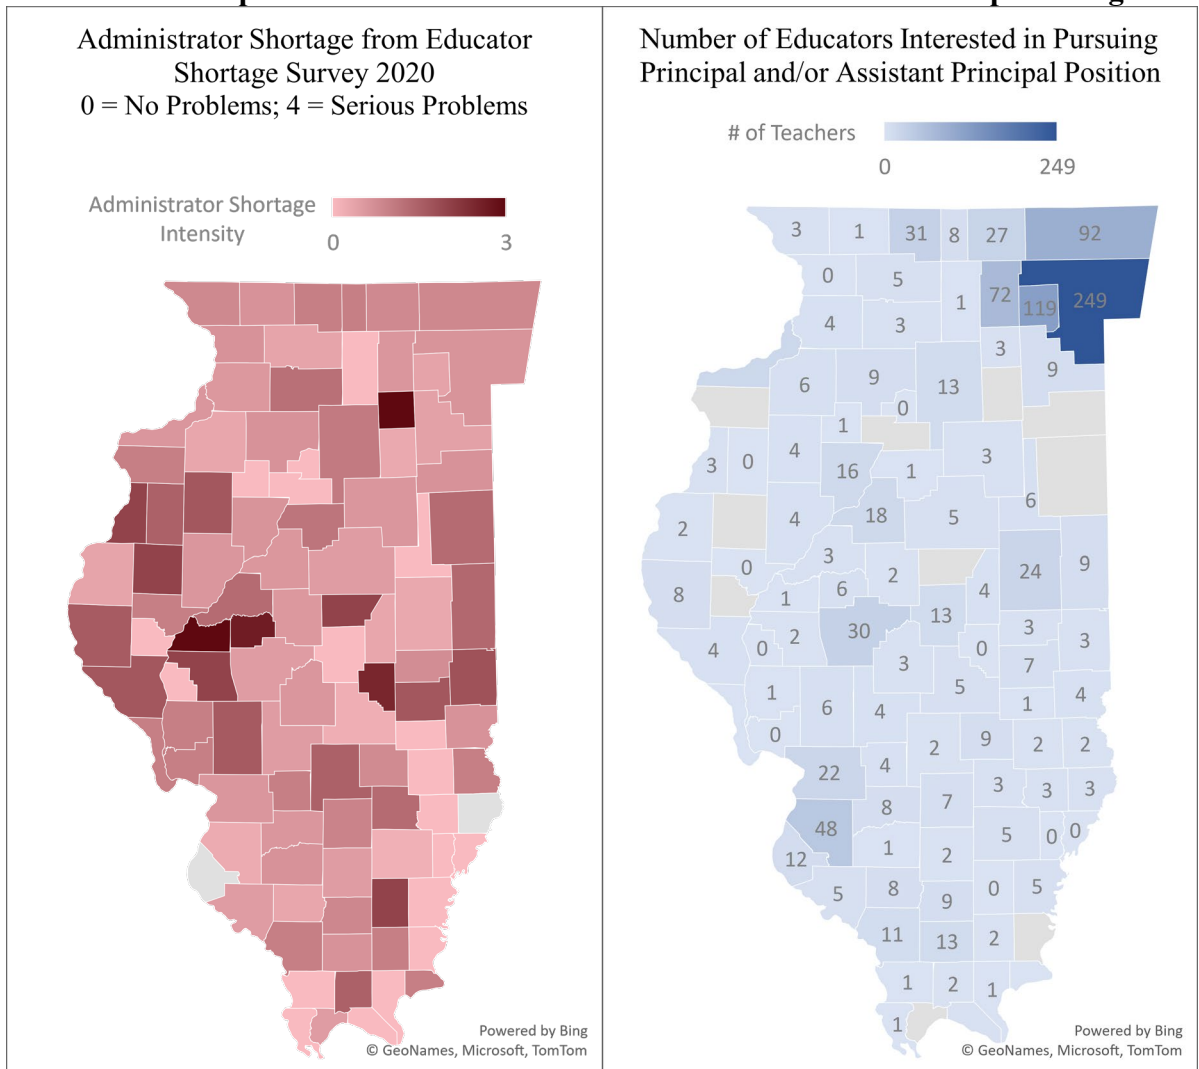 Administrator Shortage from Educator
Shortage Survey 2020
0 = No Problems; 4 = Serious Problems
Administrator Shortage
Intensity
0 3
Powered by Bing
© GeoNames, Microsoft, TomTom
Number of Educators Interested in Pursuing
Principal and/or Assistant Principal Position
# of Teachers
0 249
3 1 31 8 27 92
0 5 1 72 119 249
4 3 3 9
6 9 0 13
1
3 0 4 16 1 3
6
2 4 18 5
0 3 2 24 9
8 1 6 4
4 0 2 30 13 0 3 3
3 7
1 6 4 5 1 4
0 2 9 2 2
22 4 3 3 3
48 8 7 5 0 0
12 1 2
5 8 9 0 5
11 13 2
1 2 1
1
Powered by Bing
© GeoNames, Microsoft, TomTom